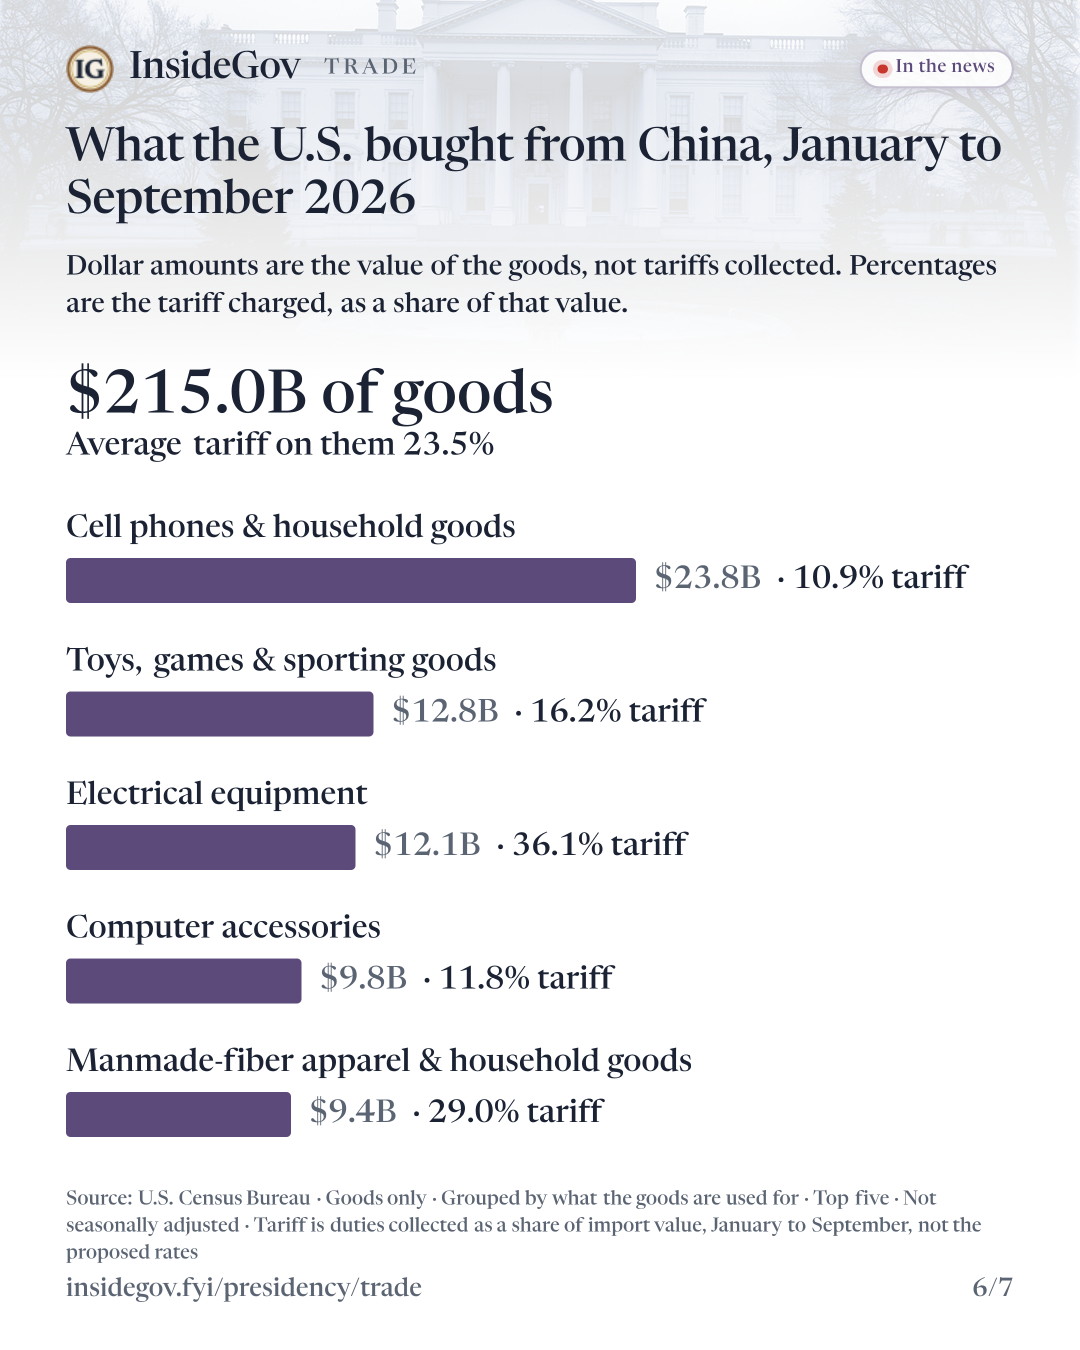 IG InsideGov TRADE
In the news
What the U.S. bought from China, January to
September 2026
Dollar amounts are the value of the goods, not tariffs collected. Percentages
are the tariff charged, as a share of that value.
$215.0B of goods
Average tariff on them 23.5%
Cell phones & household goods
$23.8B · 10.9% tariff
Toys, games & sporting goods
$12.8B · 16.2% tariff
Electrical equipment
$12.1B · 36.1% tariff
Computer accessories
$9.8B · 11.8% tariff
Manmade-fiber apparel & household goods
$9.4B · 29.0% tariff
Source: U.S. Census Bureau · Goods only · Grouped by what the goods are used for · Top five · Not
seasonally adjusted · Tariff is duties collected as a share of import value, January to September, not the
proposed rates
insidegov.fyi/presidency/trade
6/7